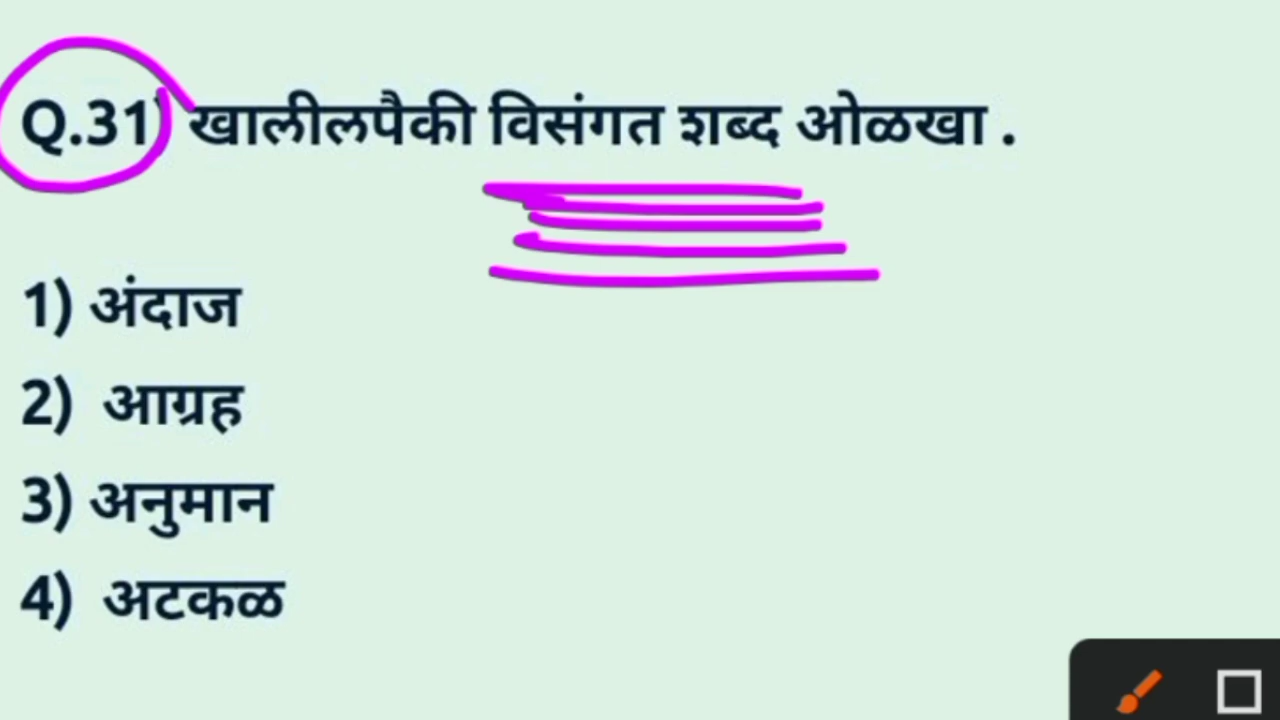 Q.31) खालीलपैकी विसंगत शब्द ओळखा .
1) अंदाज
2) आग्रह
3) अनुमान
4) अटकळ